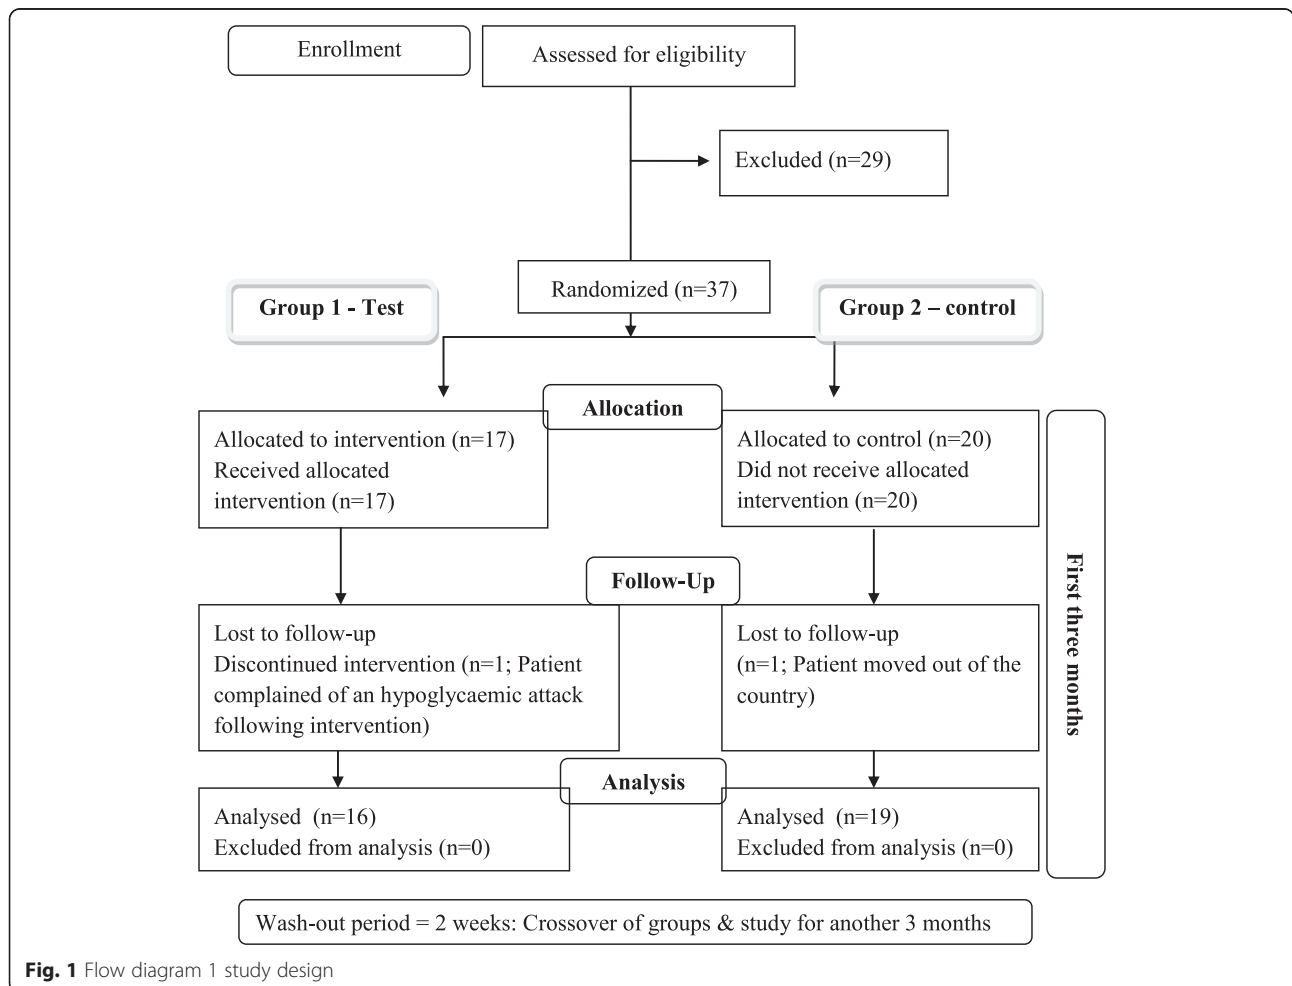 Enrollment
Assessed for eligibility
Excluded (n=29)
Randomized (n=37)
Group 1 - Test
Group 2 – control
Allocation
Allocated to intervention (n=17)
Received allocated
intervention (n=17)
Allocated to control (n=20)
Did not receive allocated
intervention (n=20)
First three months
Follow-Up
Lost to follow-up
Discontinued intervention (n=1; Patient
complained of an hypoglycaemic attack
following intervention)
Lost to follow-up
(n=1; Patient moved out of the
country)
Analysis
Analysed (n=16)
Excluded from analysis (n=0)
Analysed (n=19)
Excluded from analysis (n=0)
Wash-out period = 2 weeks: Crossover of groups & study for another 3 months
Fig. 1 Flow diagram 1 study design